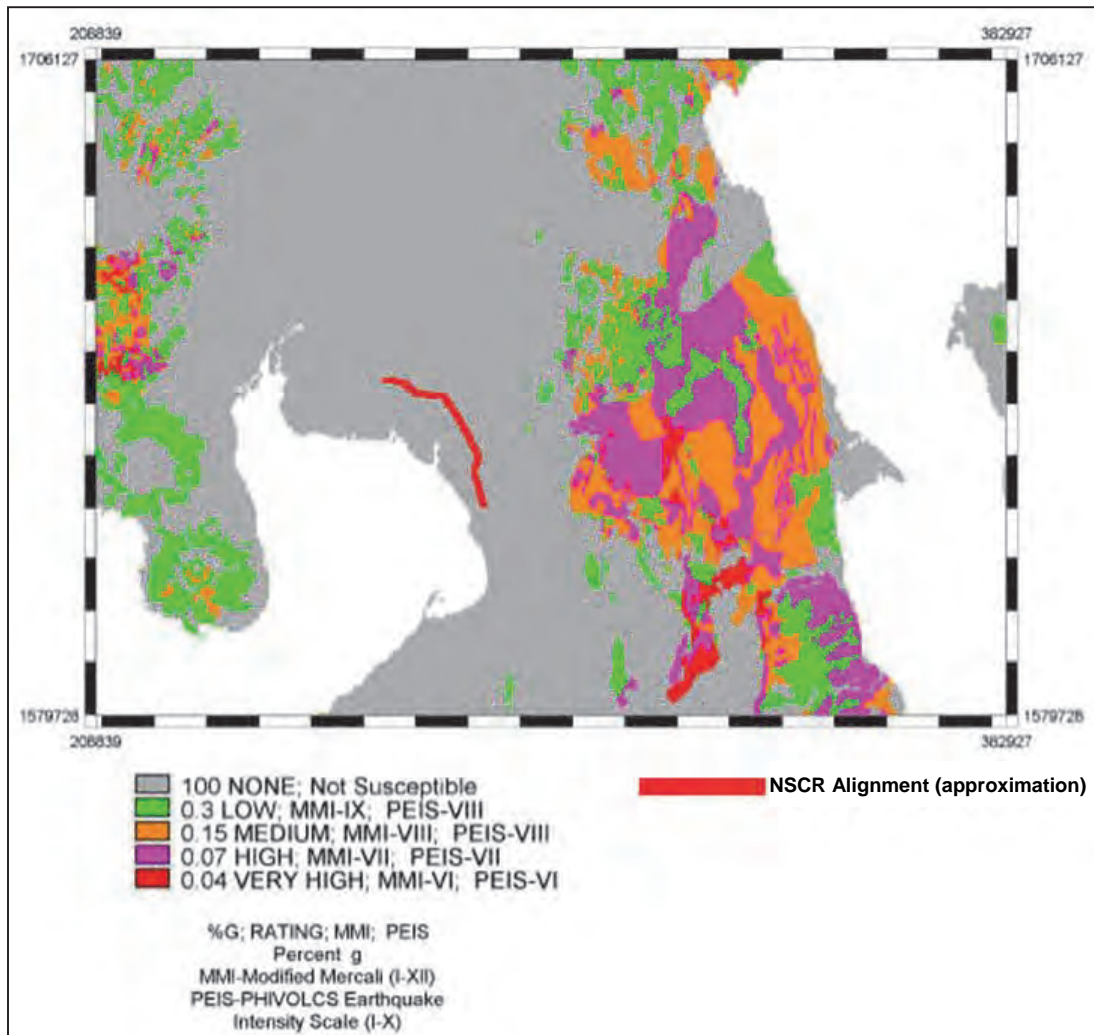 206839
382927
1706127
1706127
1579728
1579728
206839
382927
100 NONE; Not Susceptible
0.3 LOW; MMI-IX; PEIS-VIII
0.15 MEDIUM; MMI-VIII; PEIS-VIII
0.07 HIGH; MMI-VII; PEIS-VII
0.04 VERY HIGH; MMI-VI; PEIS-VI
NSCR Alignment (approximation)
%G; RATING; MMI; PEIS
Percent g
MMI-Modified Mercali (I-XII)
PEIS-PHIVOLCS Earthquake
Intensity Scale (I-X)